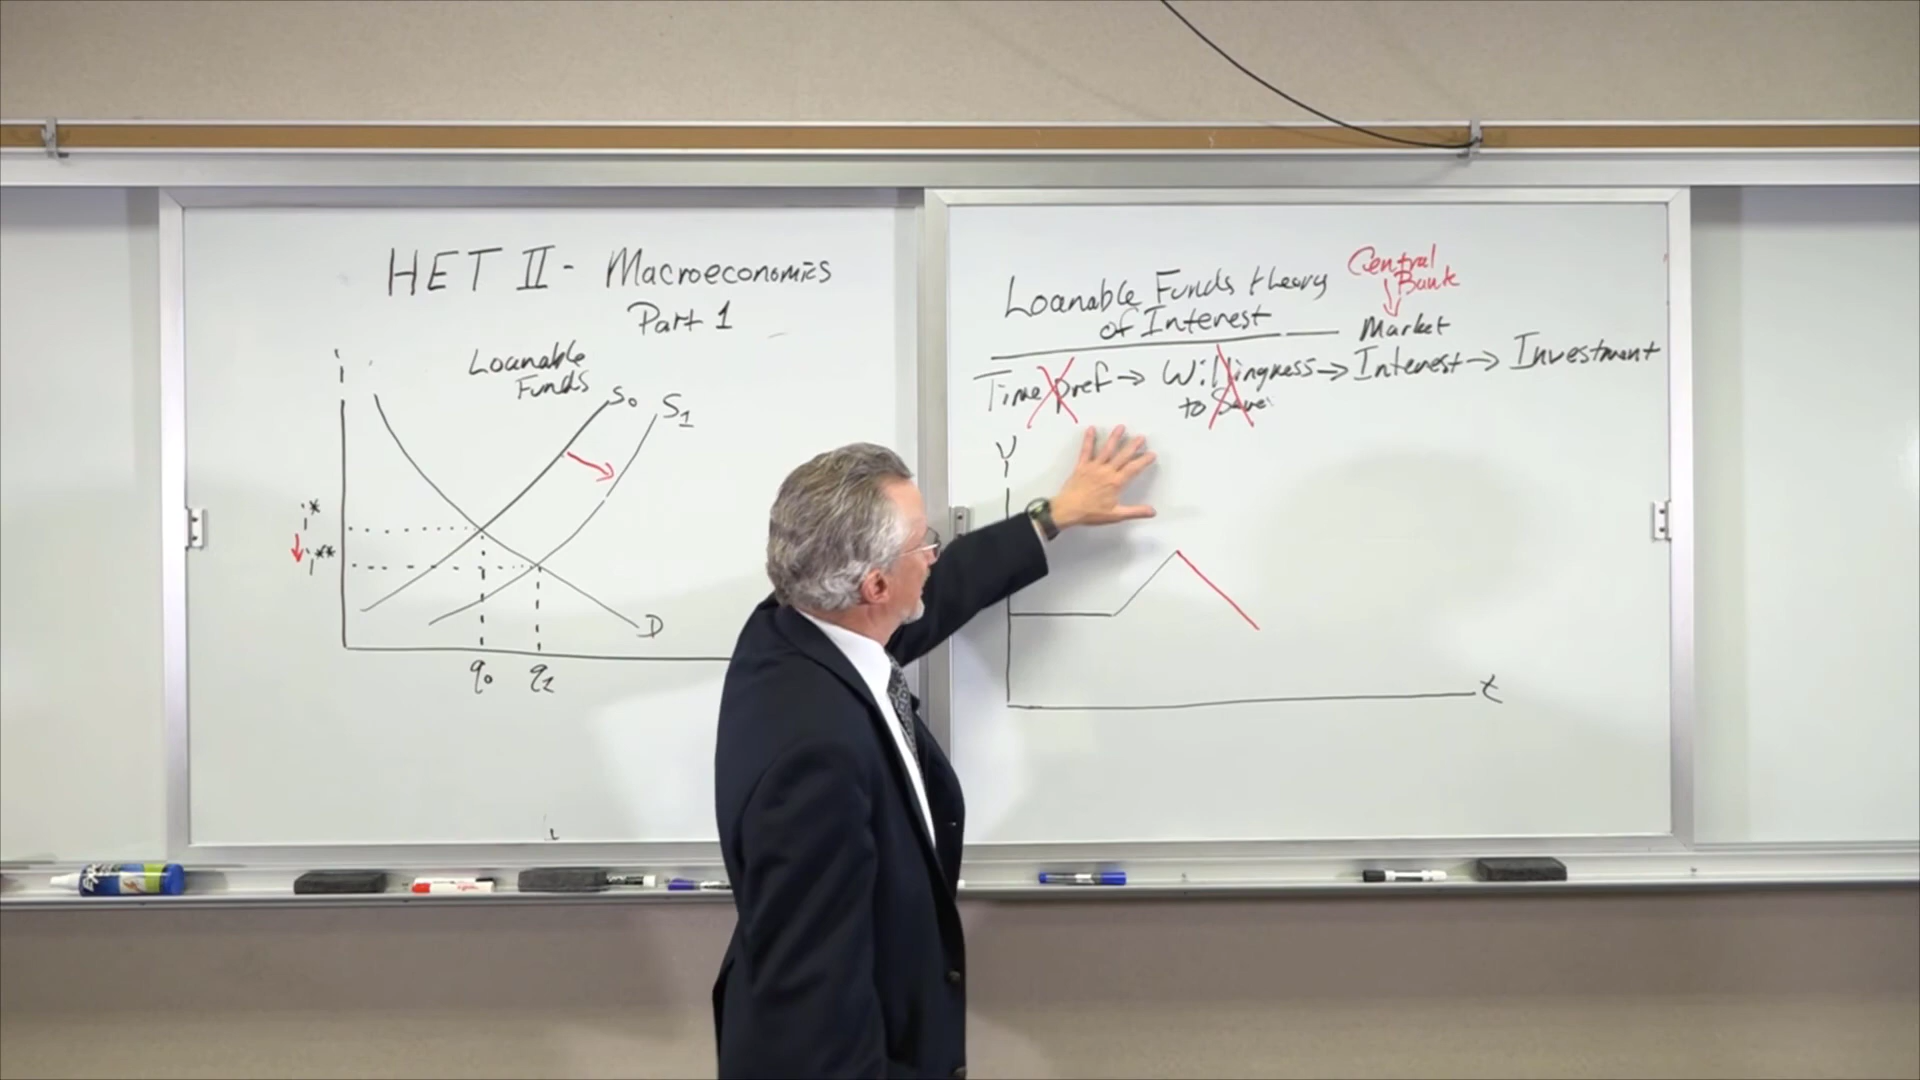 HET II - Macroeconomics
Part 1
Loanable
Funds
i
S0
S1
i*
i**
D
q0
q1
Loanable Funds theory
of Interest
Central
Bank
Market
Time pref → Willingness → Interest → Investment
to Save
Y
t
EXPO